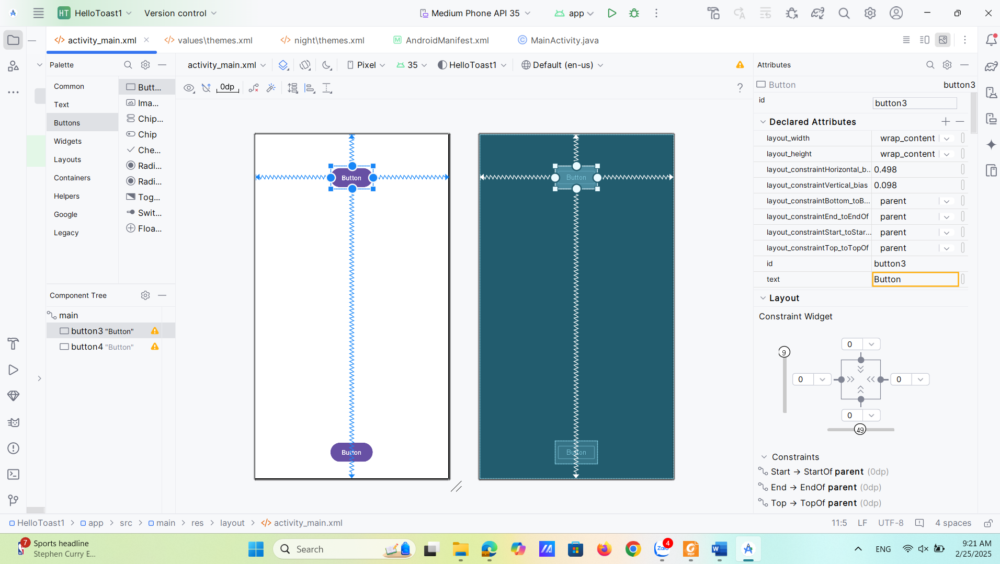 HT HelloToast1 Version control Medium Phone API 35 app
activity_main.xml values\themes.xml night\themes.xml AndroidManifest.xml MainActivity.java
Palette
Common
Text
Buttons
Widgets
Layouts
Containers
Helpers
Google
Legacy
Butt...
Ima...
Chip...
Chip
Che...
Radi...
Radi...
Tog...
Swit...
Floa...
Component Tree
main
button3 "Button"
button4 "Button"
activity_main.xml Pixel 35 HelloToast1 Default (en-us)
0dp ?
Button
Button
Button
Button
Attributes
Button button3
id button3
Declared Attributes
layout_width wrap_content
layout_height wrap_content
layout_constraintHorizontal_b... 0.498
layout_constraintVertical_bias 0.098
layout_constraintBottom_toB... parent
layout_constraintEnd_toEndOf parent
layout_constraintStart_toStar... parent
layout_constraintTop_toTopOf parent
id button3
text Button
Layout
Constraint Widget
0
9
0 0
0
49
Constraints
Start → StartOf parent (0dp)
End → EndOf parent (0dp)
Top → TopOf parent (0dp)
HelloToast1 > app > src > main > res > layout > activity_main.xml 11:5 LF UTF-8 4 spaces
7 Sports headline
Stephen Curry E...
Search
Zalo 4
PDF
W
ENG
9:21 AM
2/25/2025